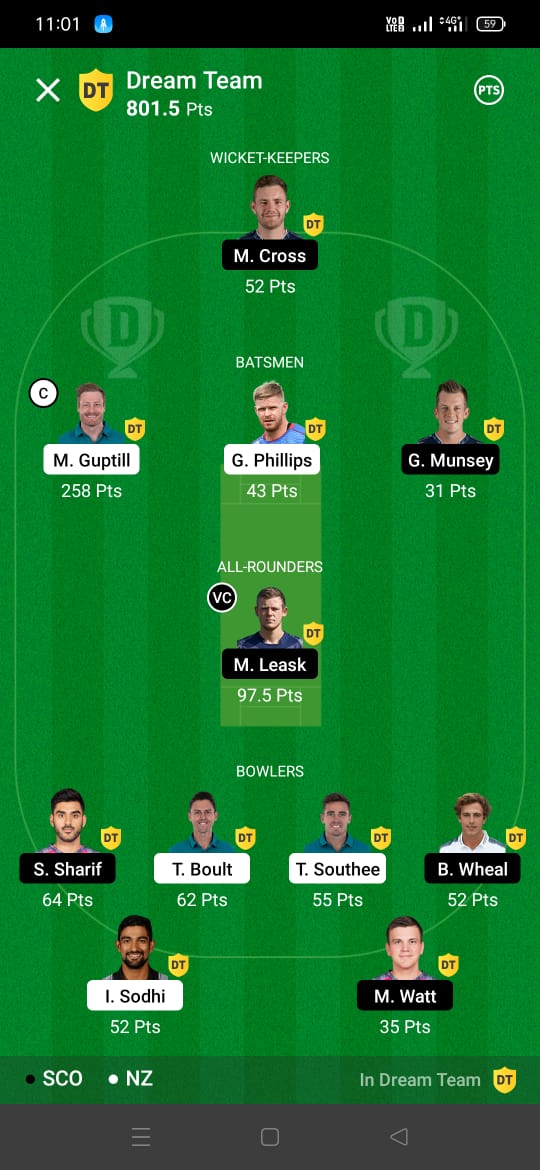 11:01 VoD LTE2 4G+ 59
DT Dream Team PTS
801.5 Pts
WICKET-KEEPERS
DT
M. Cross
52 Pts
D D
BATSMEN
C
DT DT DT
M. Guptill G. Phillips G. Munsey
258 Pts 43 Pts 31 Pts
ALL-ROUNDERS
VC
DT
M. Leask
97.5 Pts
BOWLERS
DT DT DT DT
S. Sharif T. Boult T. Southee B. Wheal
64 Pts 62 Pts 55 Pts 52 Pts
DT DT
I. Sodhi M. Watt
52 Pts 35 Pts
SCO NZ In Dream Team DT